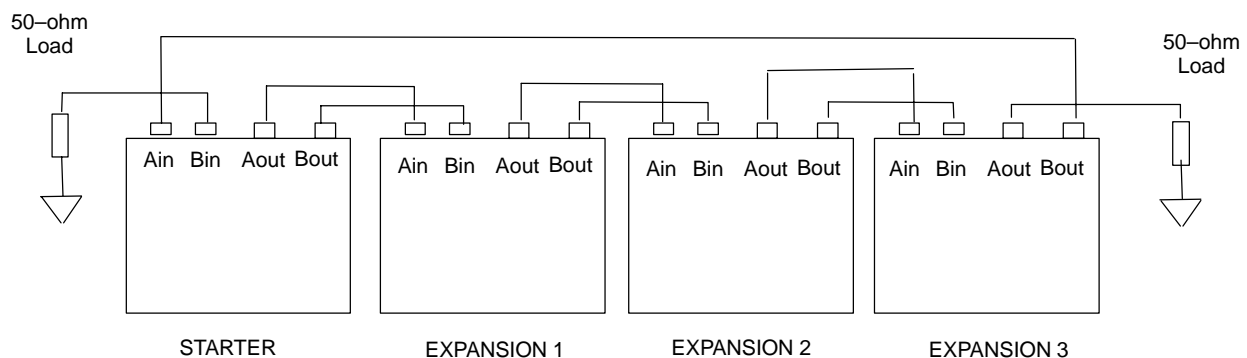 50–ohm
Load
50–ohm
Load
Ain Bin Aout Bout
Ain Bin Aout Bout
Ain Bin Aout Bout
Ain Bin Aout Bout
STARTER
EXPANSION 1
EXPANSION 2
EXPANSION 3